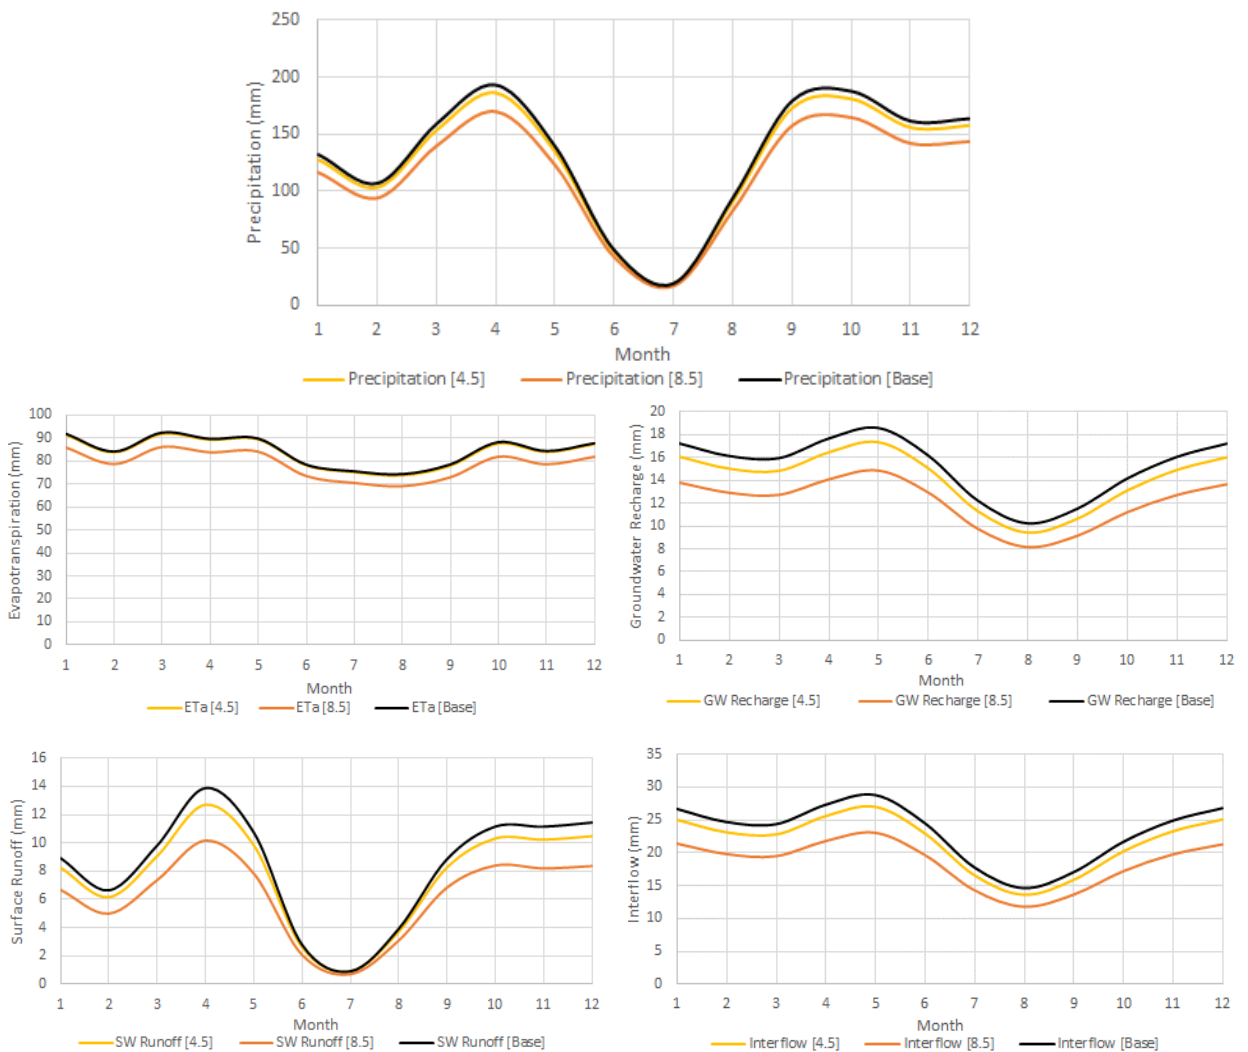 250
200
150
100
50
0
Precipitation (mm)
1 2 3 4 5 6 7 8 9 10 11 12
Month
Precipitation [4.5] Precipitation [8.5] Precipitation [Base]
100
90
80
70
60
50
40
30
20
10
0
Evapotranspiration (mm)
1 2 3 4 5 6 7 8 9 10 11 12
Month
ETa [4.5] ETa [8.5] ETa [Base]
20
18
16
14
12
10
8
6
4
2
0
Groundwater Recharge (mm)
1 2 3 4 5 6 7 8 9 10 11 12
Month
GW Recharge [4.5] GW Recharge [8.5] GW Recharge [Base]
16
14
12
10
8
6
4
2
0
Surface Runoff (mm)
1 2 3 4 5 6 7 8 9 10 11 12
Month
SW Runoff [4.5] SW Runoff [8.5] SW Runoff [Base]
35
30
25
20
15
10
5
0
Interflow (mm)
1 2 3 4 5 6 7 8 9 10 11 12
Month
Interflow [4.5] Interflow [8.5] Interflow [Base]